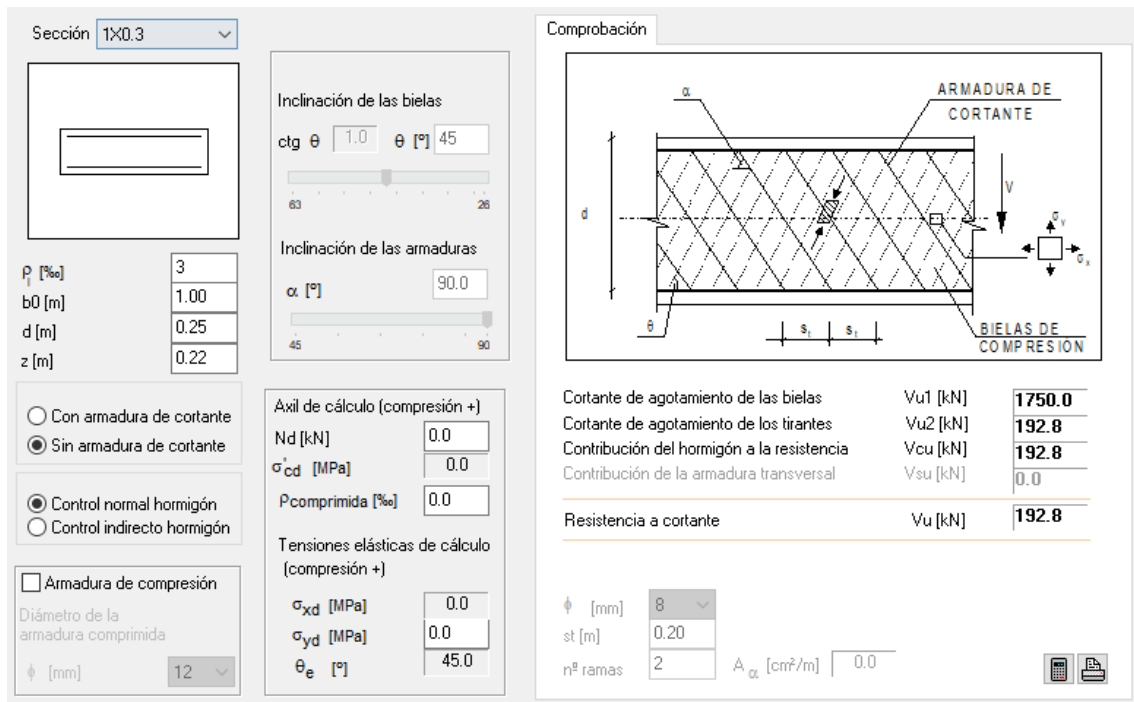 Sección 1X0.3
ρl [‰] 3
b0 [m] 1.00
d [m] 0.25
z [m] 0.22
Con armadura de cortante
Sin armadura de cortante
Control normal hormigón
Control indirecto hormigón
Armadura de compresión
Diámetro de la
armadura comprimida
ϕ [mm] 12
Inclinación de las bielas
ctg θ 1.0 θ [º] 45
63 26
Inclinación de las armaduras
α [º] 90.0
45 90
Axil de cálculo (compresión +)
Nd [kN] 0.0
σ'cd [MPa] 0.0
ρcomprimida [‰] 0.0
Tensiones elásticas de cálculo
(compresión +)
σxd [MPa] 0.0
σyd [MPa] 0.0
θe [º] 45.0
Comprobación
α
ARMADURA DE
CORTANTE
V
d
σy
σx
θ
st st
BIELAS DE
COMPRESIÓN
Cortante de agotamiento de las bielas Vu1 [kN] 1750.0
Cortante de agotamiento de los tirantes Vu2 [kN] 192.8
Contribución del hormigón a la resistencia Vcu [kN] 192.8
Contribución de la armadura transversal Vsu [kN] 0.0
Resistencia a cortante Vu [kN] 192.8
ϕ [mm] 8
st [m] 0.20
nº ramas 2 Aα [cm²/m] 0.0